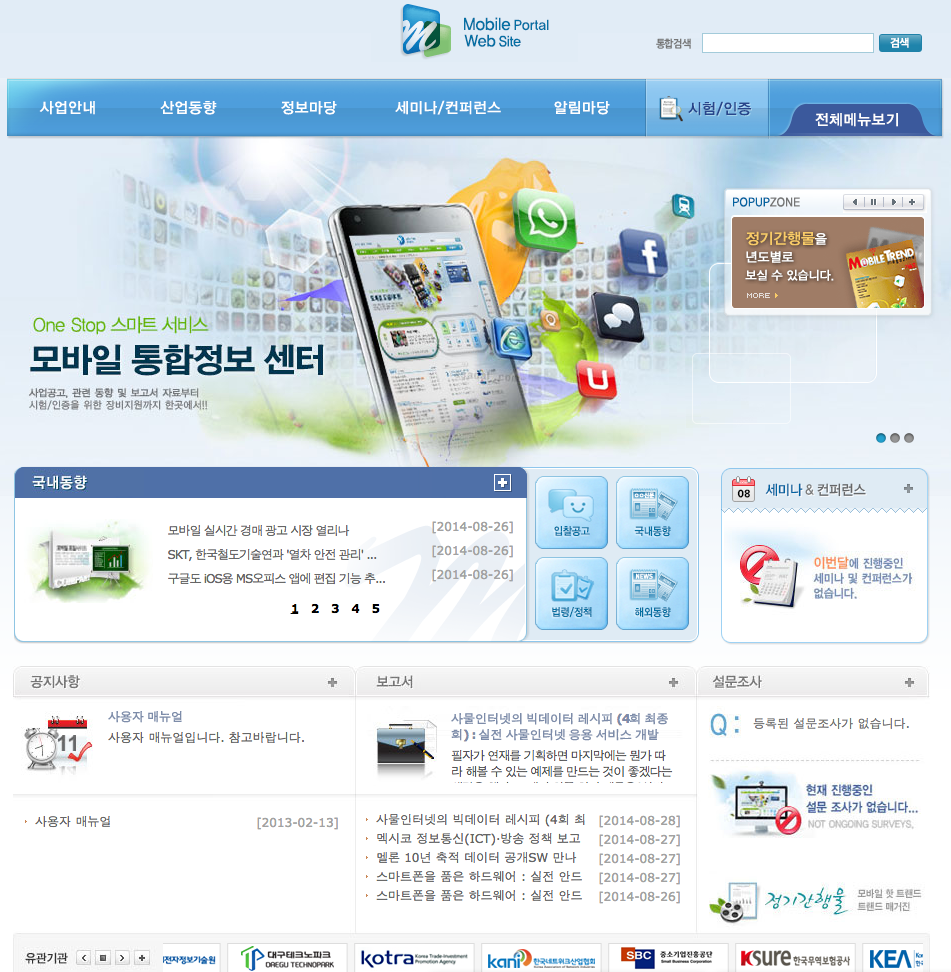 Mobile Portal
Web Site
통합검색
검색
사업안내
산업동향
정보마당
세미나/컨퍼런스
알림마당
시험/인증
전체메뉴보기
POPUPZONE
정기간행물을
년도별로
보실 수 있습니다.
MORE
MOBILE TREND
One Stop 스마트 서비스
모바일 통합정보 센터
사업공고, 관련 동향 및 보고서 자료부터
시험/인증을 위한 장비지원까지 한곳에서!!
국내동향
모바일 실시간 경매 광고 시장 열리나 [2014-08-26]
SKT, 한국철도기술연과 '열차 안전 관리' ... [2014-08-26]
구글도 iOS용 MS오피스 앱에 편집 기능 추... [2014-08-26]
1 2 3 4 5
입찰공고
국내동향
법령/정책
NEWS
해외동향
08
세미나 & 컨퍼런스
이번달에 진행중인
세미나 및 컨퍼런스가
없습니다.
공지사항
11
사용자 매뉴얼
사용자 매뉴얼입니다. 참고바랍니다.
사용자 매뉴얼 [2013-02-13]
보고서
사물인터넷의 빅데이터 레시피 (4회 최종
회) : 실전 사물인터넷 응용 서비스 개발
필자가 연재를 기획하면 마지막에는 뭔가 따
라 해볼 수 있는 예제를 만드는 것이 좋겠다는
사물인터넷의 빅데이터 레시피 (4회 최 [2014-08-28]
멕시코 정보통신(ICT)·방송 정책 보고 [2014-08-27]
멜론 10년 축적 데이터 공개SW 만나 [2014-08-27]
스마트폰을 품은 하드웨어 : 실전 안드 [2014-08-27]
스마트폰을 품은 하드웨어 : 실전 안드 [2014-08-26]
설문조사
Q : 등록된 설문조사가 없습니다.
현재 진행중인
설문 조사가 없습니다...
NOT ONGOING SURVEYS,
정기간행물
모바일 핫 트렌드
트렌드 매거진
유관기관
전자정보기술원
대구테크노파크
DAEGU TECHNOPARK
kotra Korea Trade-Investment
Promotion Agency
kani 한국네트워크산업협회
SBC 중소기업진흥공단
Small Business Corporation
Ksure 한국무역보험공사
KEA